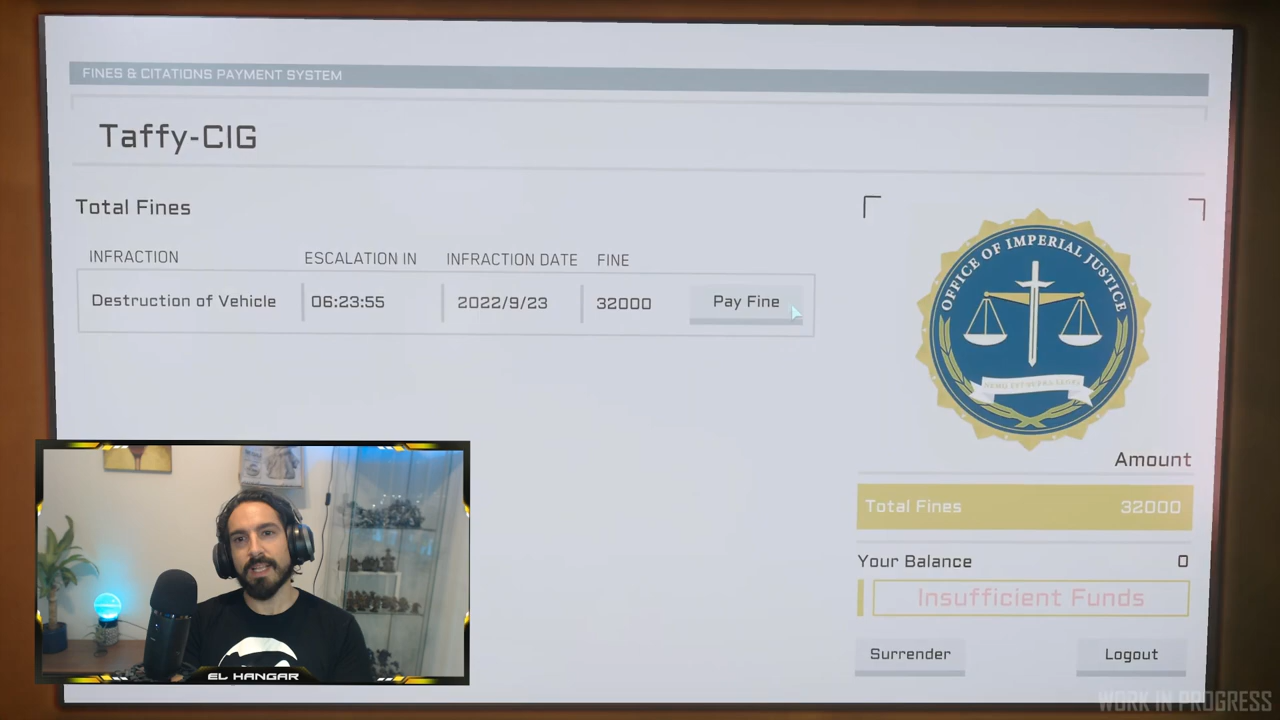 FINES & CITATIONS PAYMENT SYSTEM
Taffy-CIG
Total Fines
INFRACTION
ESCALATION IN
INFRACTION DATE
FINE
Destruction of Vehicle
06:23:55
2022/9/23
32000
Pay Fine
OFFICE OF IMPERIAL JUSTICE
Amount
Total Fines
32000
Your Balance
0
Insufficient Funds
Surrender
Logout
EL HANGAR
WORK IN PROGRESS